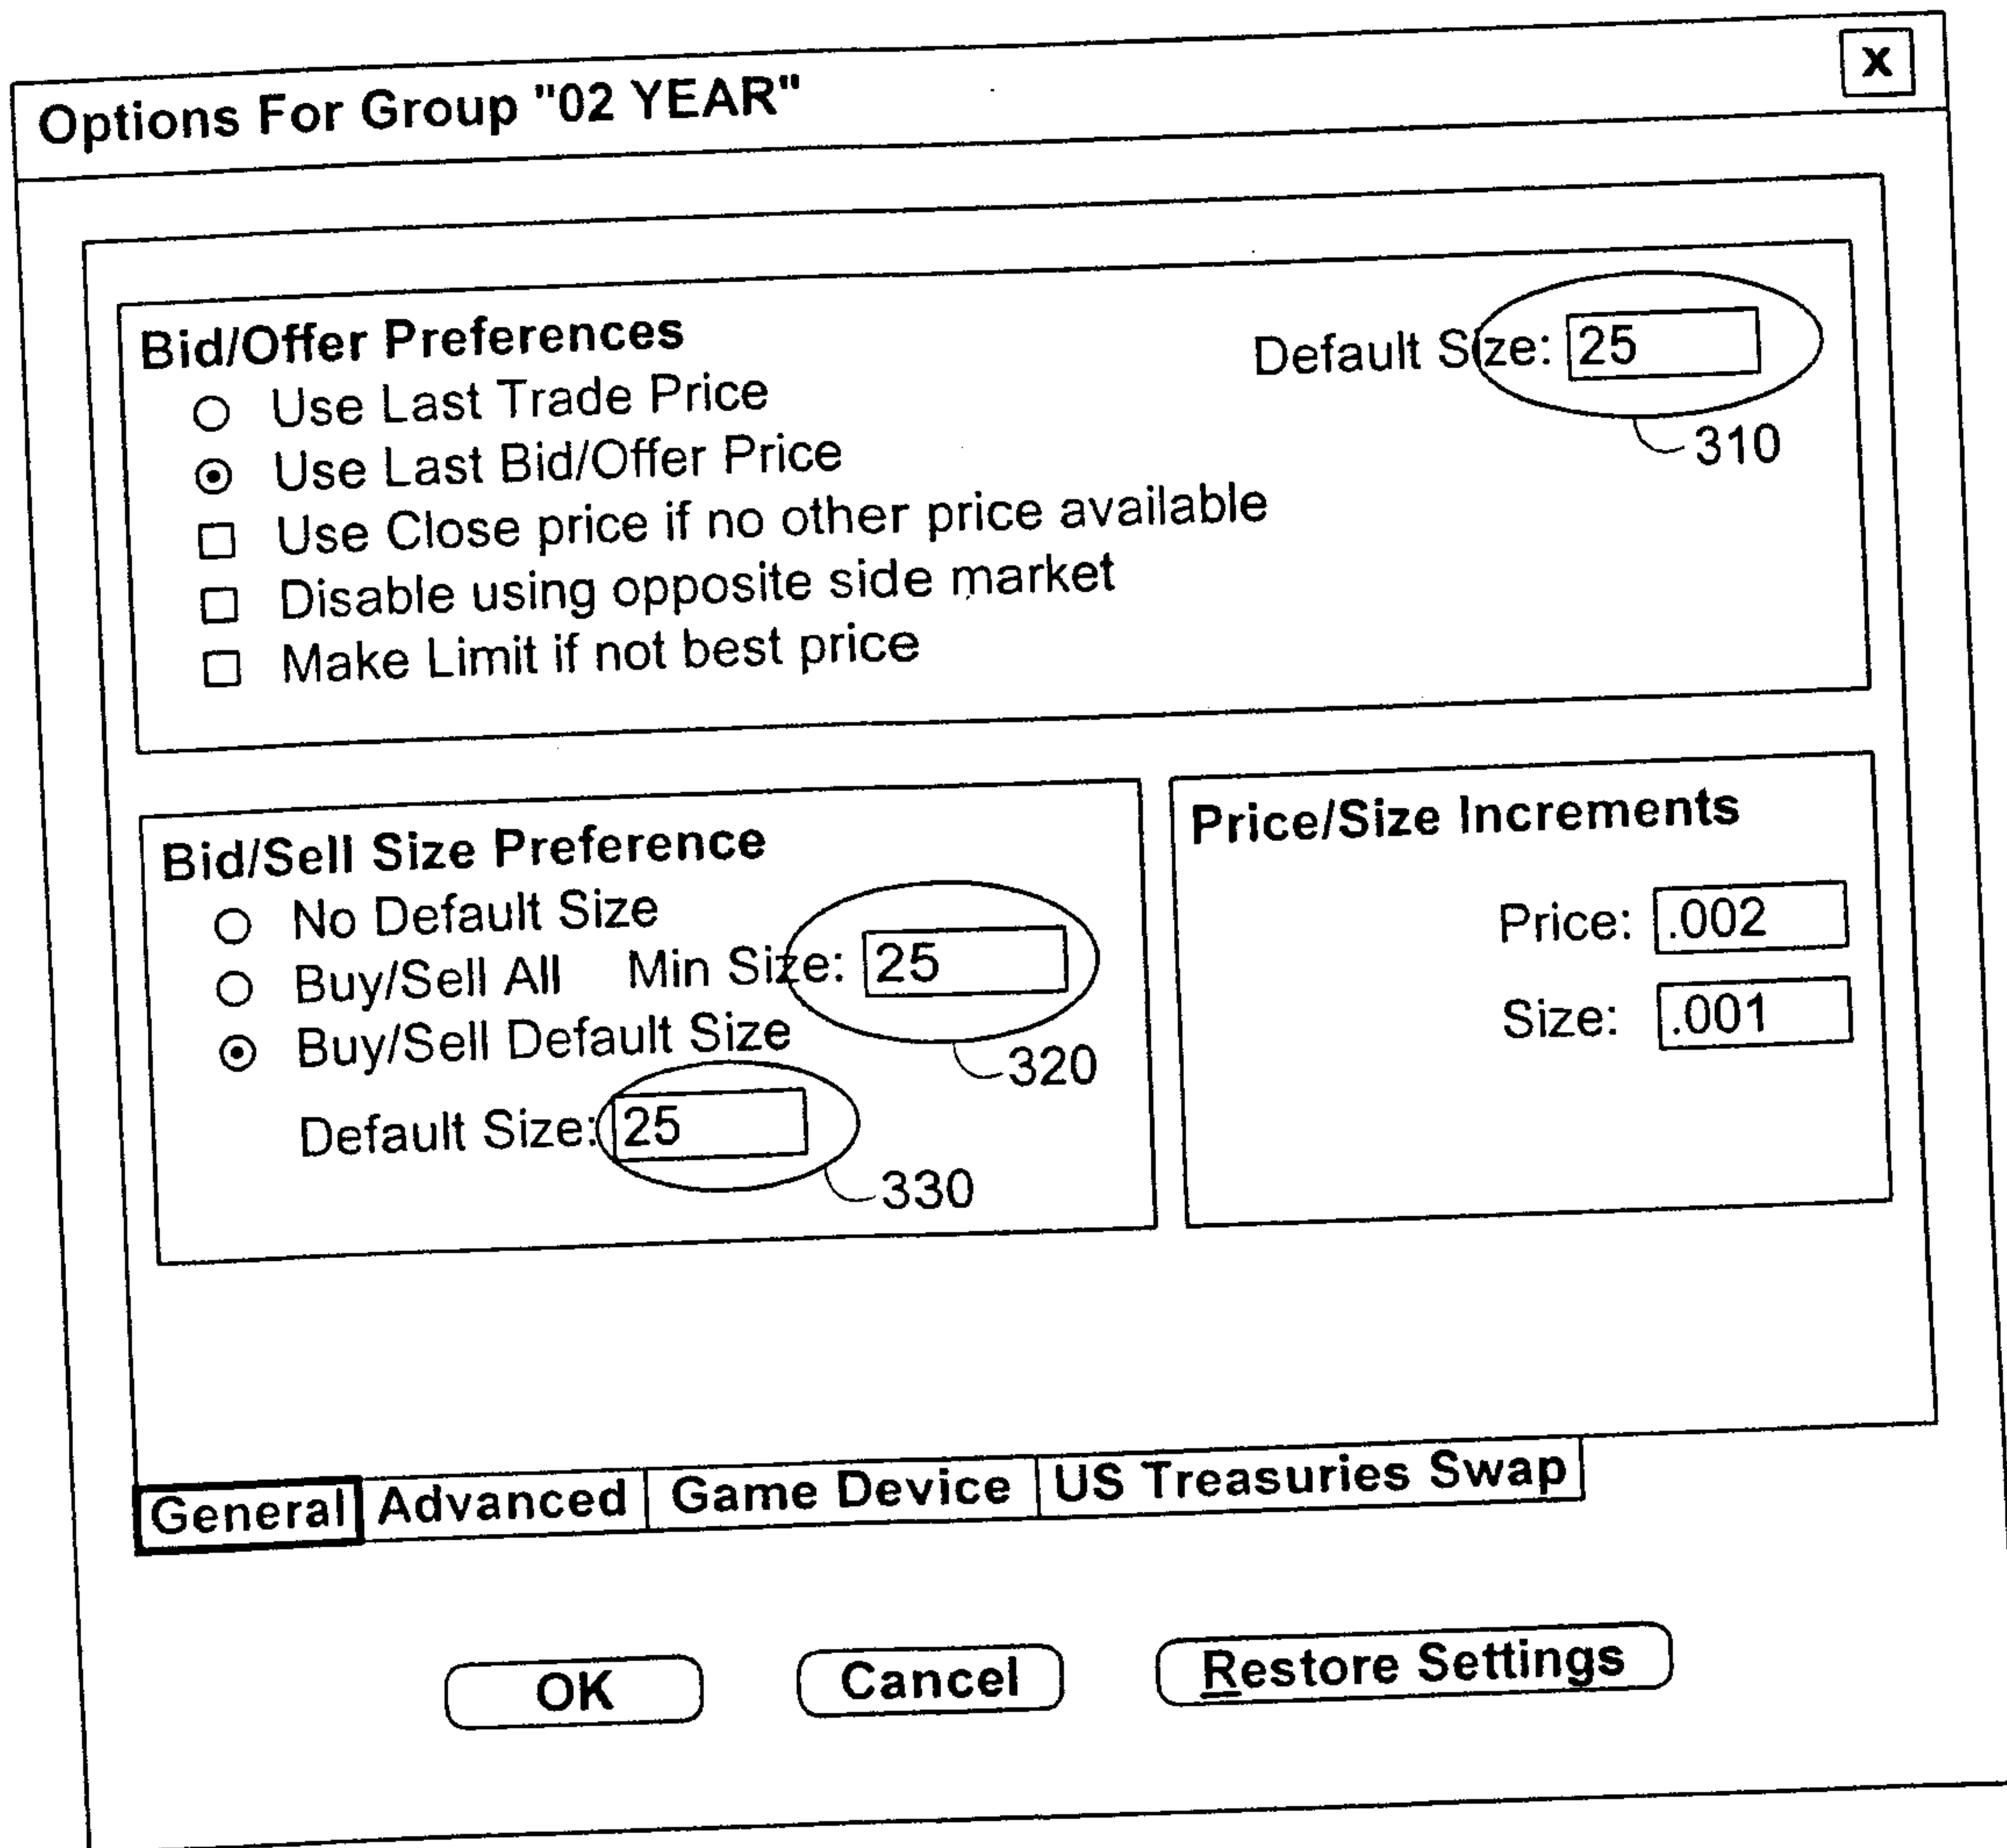 Options For Group "02 YEAR"
X
Bid/Offer Preferences
Default Size: 25
310
Use Last Trade Price
Use Last Bid/Offer Price
Use Close price if no other price available
Disable using opposite side market
Make Limit if not best price
Bid/Sell Size Preference
No Default Size
Buy/Sell All Min Size: 25
320
Buy/Sell Default Size
Default Size: 25
330
Price/Size Increments
Price: .002
Size: .001
General Advanced Game Device US Treasuries Swap
OK Cancel Restore Settings